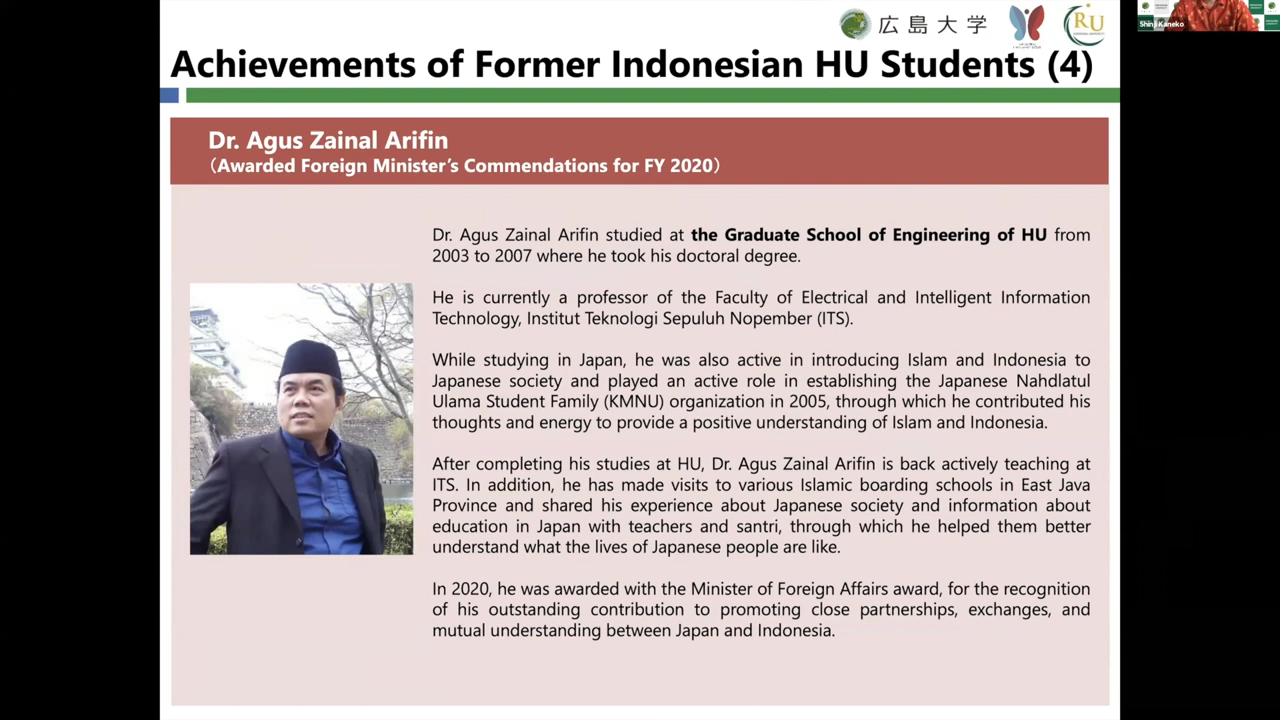 広島大学
RU
Shinji Kaneko
Achievements of Former Indonesian HU Students (4)
Dr. Agus Zainal Arifin
（Awarded Foreign Minister's Commendations for FY 2020）
Dr. Agus Zainal Arifin studied at the Graduate School of Engineering of HU from
2003 to 2007 where he took his doctoral degree.
He is currently a professor of the Faculty of Electrical and Intelligent Information
Technology, Institut Teknologi Sepuluh Nopember (ITS).
While studying in Japan, he was also active in introducing Islam and Indonesia to
Japanese society and played an active role in establishing the Japanese Nahdlatul
Ulama Student Family (KMNU) organization in 2005, through which he contributed his
thoughts and energy to provide a positive understanding of Islam and Indonesia.
After completing his studies at HU, Dr. Agus Zainal Arifin is back actively teaching at
ITS. In addition, he has made visits to various Islamic boarding schools in East Java
Province and shared his experience about Japanese society and information about
education in Japan with teachers and santri, through which he helped them better
understand what the lives of Japanese people are like.
In 2020, he was awarded with the Minister of Foreign Affairs award, for the recognition
of his outstanding contribution to promoting close partnerships, exchanges, and
mutual understanding between Japan and Indonesia.